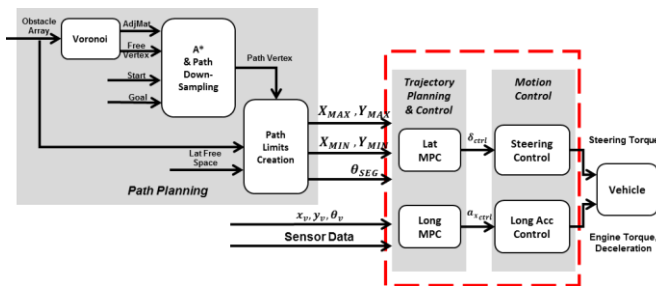 Obstacle
Array
Voronoi
AdjMat
Free
Vertex
Start
Goal
A*
& Path
Down-
Sampling
Path Vertex
Path
Limits
Creation
Lat Free
Space
Path Planning
X_MAX , Y_MAX
X_MIN , Y_MIN
θ_SEG
x_v, y_v, θ_v
Sensor Data
Trajectory
Planning
& Control
Lat
MPC
Long
MPC
δ_ctrl
a_s_ctrl
Motion
Control
Steering
Control
Long Acc
Control
Steering Torque
Vehicle
Engine Torque,
Deceleration